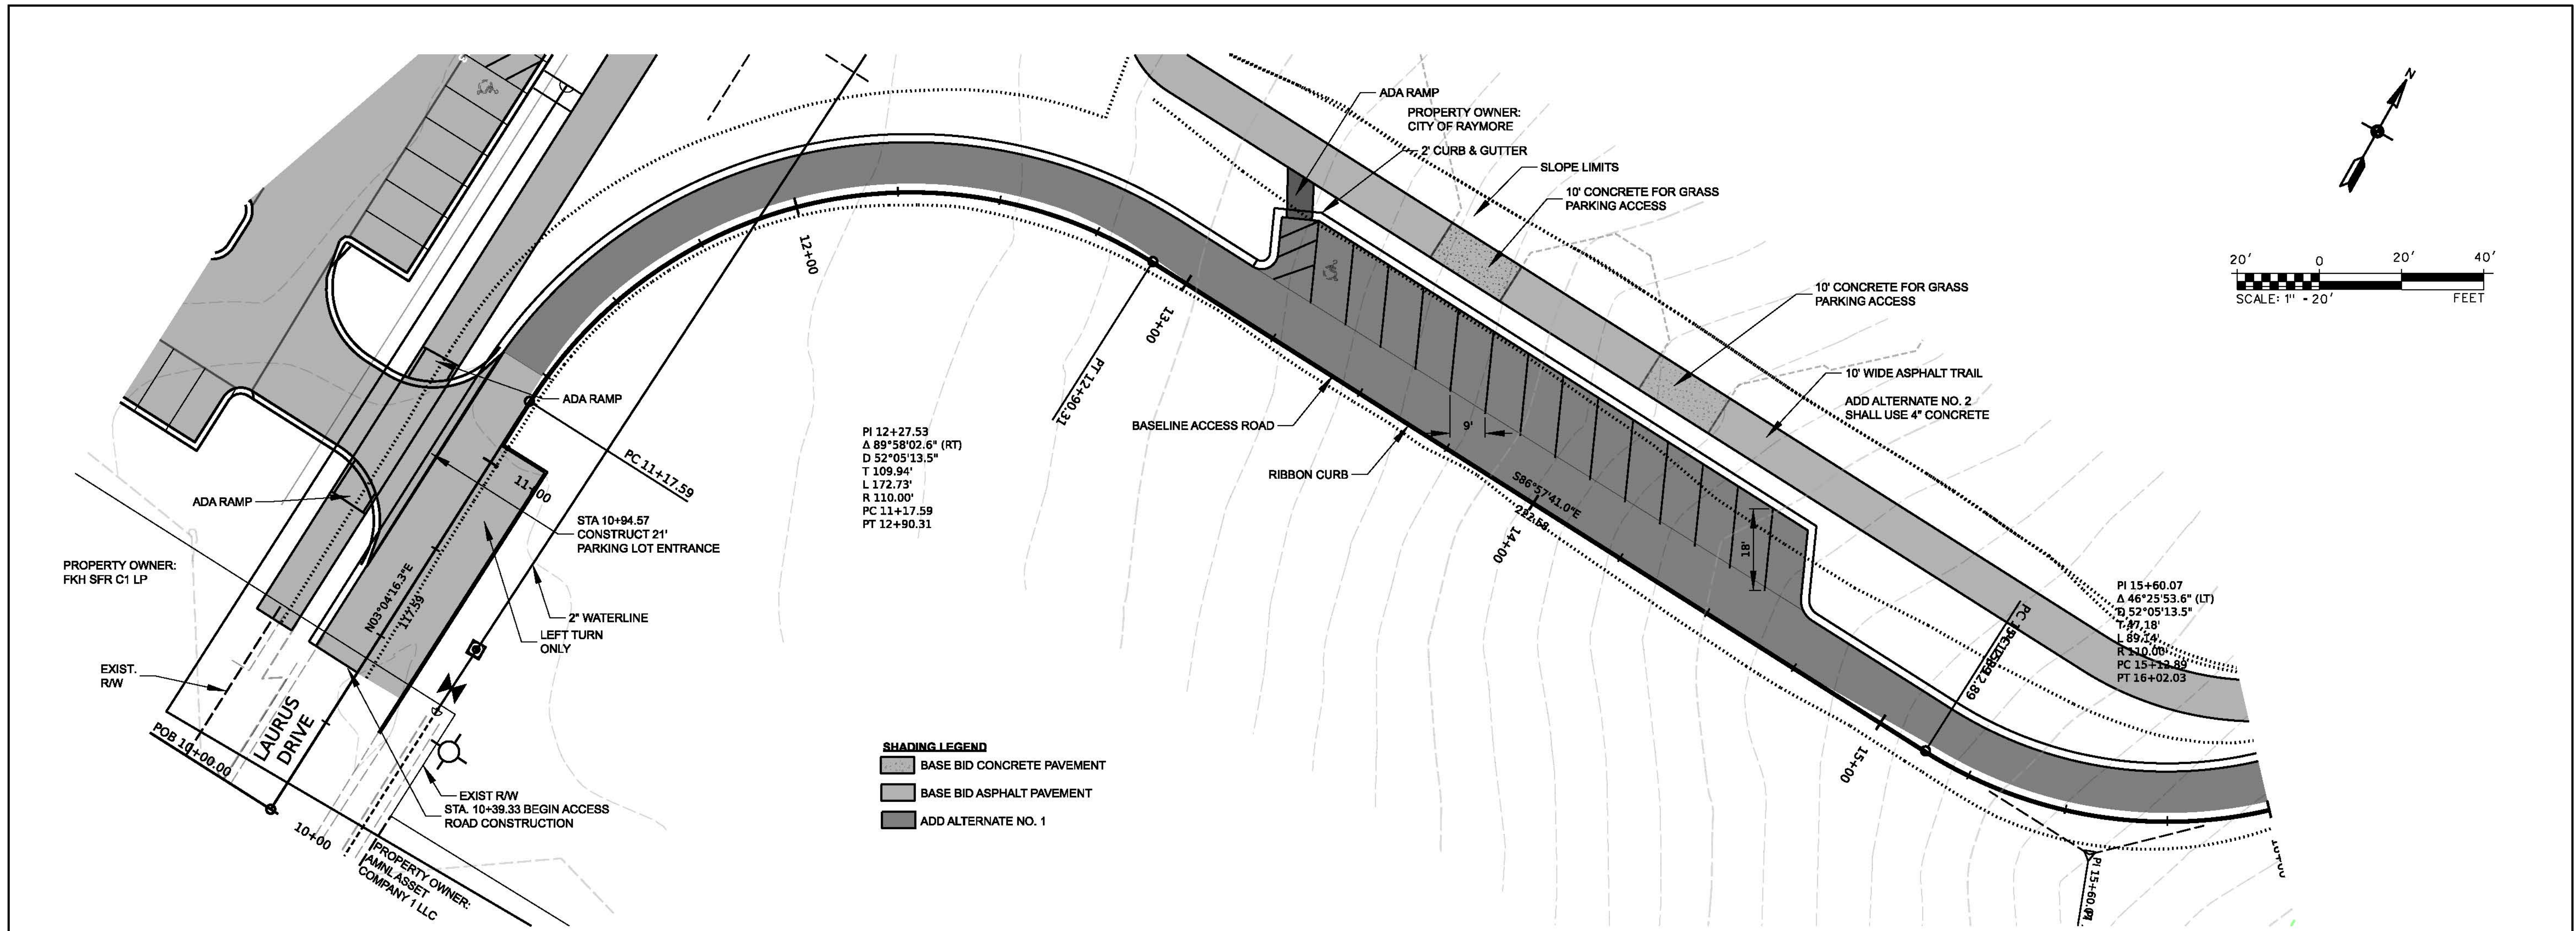 N
ADA RAMP
PROPERTY OWNER:
CITY OF RAYMORE
2' CURB & GUTTER
SLOPE LIMITS
10' CONCRETE FOR GRASS
PARKING ACCESS
20' 0 20' 40'
SCALE: 1" - 20' FEET
12+00
13+00
PT 12+90.31
10' CONCRETE FOR GRASS
PARKING ACCESS
10' WIDE ASPHALT TRAIL
ADD ALTERNATE NO. 2
SHALL USE 4" CONCRETE
ADA RAMP
PI 12+27.53
Δ 89°58'02.6" (RT)
D 52°05'13.5"
T 109.94'
L 172.73'
R 110.00'
PC 11+17.59
PT 12+90.31
BASELINE ACCESS ROAD
RIBBON CURB
9'
18'
S86°57'41.0"E
222.58
14+00
PC 11+17.59
11+00
ADA RAMP
STA 10+94.57
CONSTRUCT 21'
PARKING LOT ENTRANCE
PROPERTY OWNER:
FKH SFR C1 LP
N03°04'16.3"E
117.59
2" WATERLINE
LEFT TURN
ONLY
EXIST.
R/W
LAURUS
DRIVE
POB 10+00.00
10+00
EXIST R/W
STA. 10+39.33 BEGIN ACCESS
ROAD CONSTRUCTION
PROPERTY OWNER:
AMNL ASSET
COMPANY 1 LLC
SHADING LEGEND
BASE BID CONCRETE PAVEMENT
BASE BID ASPHALT PAVEMENT
ADD ALTERNATE NO. 1
PI 15+60.07
Δ 46°25'53.6" (LT)
D 52°05'13.5"
T 47.18'
L 89.14'
R 110.00'
PC 15+12.89
PT 16+02.03
15+00
PI 15+60.